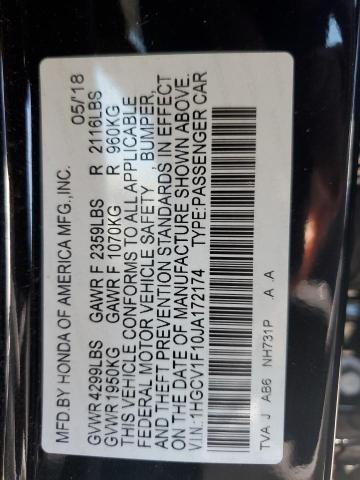 MFD.BY HONDA OF AMERICA MFG.,INC. 05/18
GVWR 4299LBS GAWR F 2359LBS R 2116LBS
GVWR 1950KG GAWR F 1070KG R 960KG
THIS VEHICLE CONFORMS TO ALL APPLICABLE
FEDERAL MOTOR VEHICLE SAFETY , BUMPER,
AND THEFT PREVENTION STANDARDS IN EFFECT
ON THE DATE OF MANUFACTURE SHOWN ABOVE.
V.I.N.:1HGCV1F10JA172174 TYPE:PASSENGER CAR
TVA J AB6 NH731P .A .A